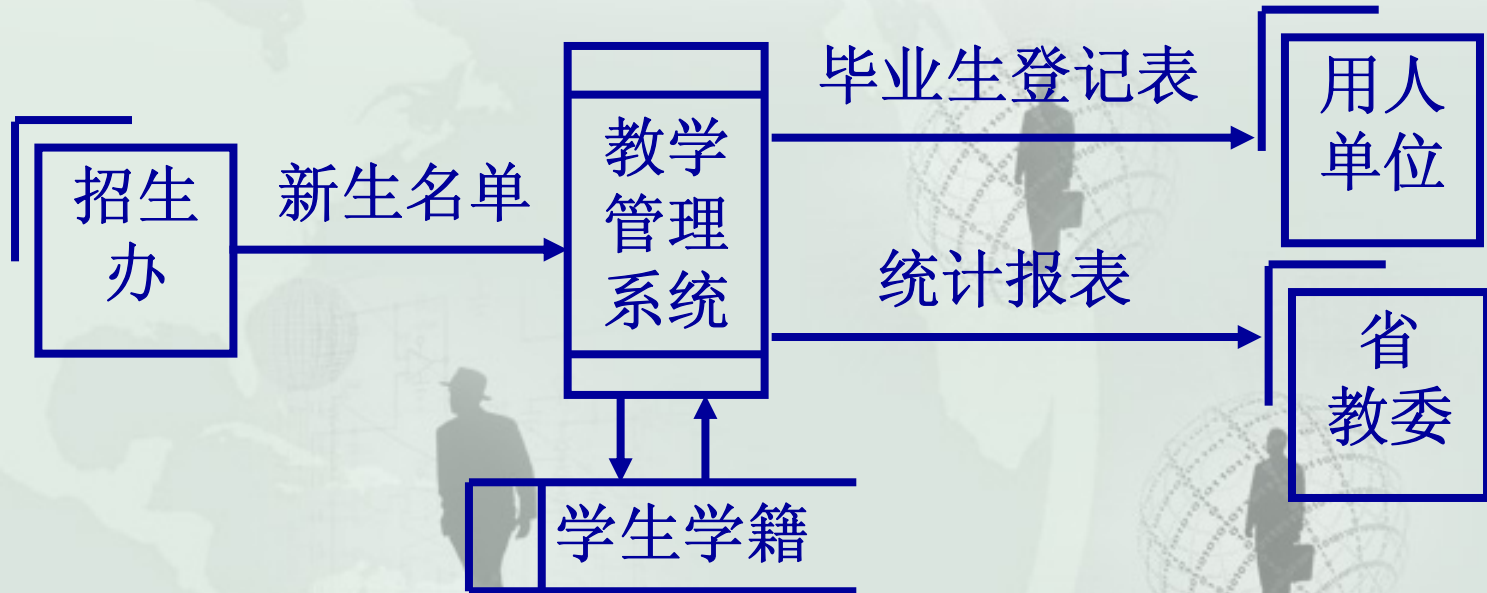 招生
办
新生名单
教学
管理
系统
毕业生登记表
用人
单位
统计报表
省
教委
学生学籍